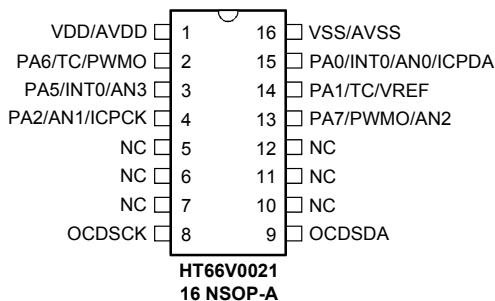 VDD/AVDD 1 16 VSS/AVSS
PA6/TC/PWMO 2 15 PA0/INT0/AN0/ICPDA
PA5/INT0/AN3 3 14 PA1/TC/VREF
PA2/AN1/ICPCK 4 13 PA7/PWMO/AN2
NC 5 12 NC
NC 6 11 NC
NC 7 10 NC
OCDSCK 8 9 OCDSDA
HT66V0021
16 NSOP-A